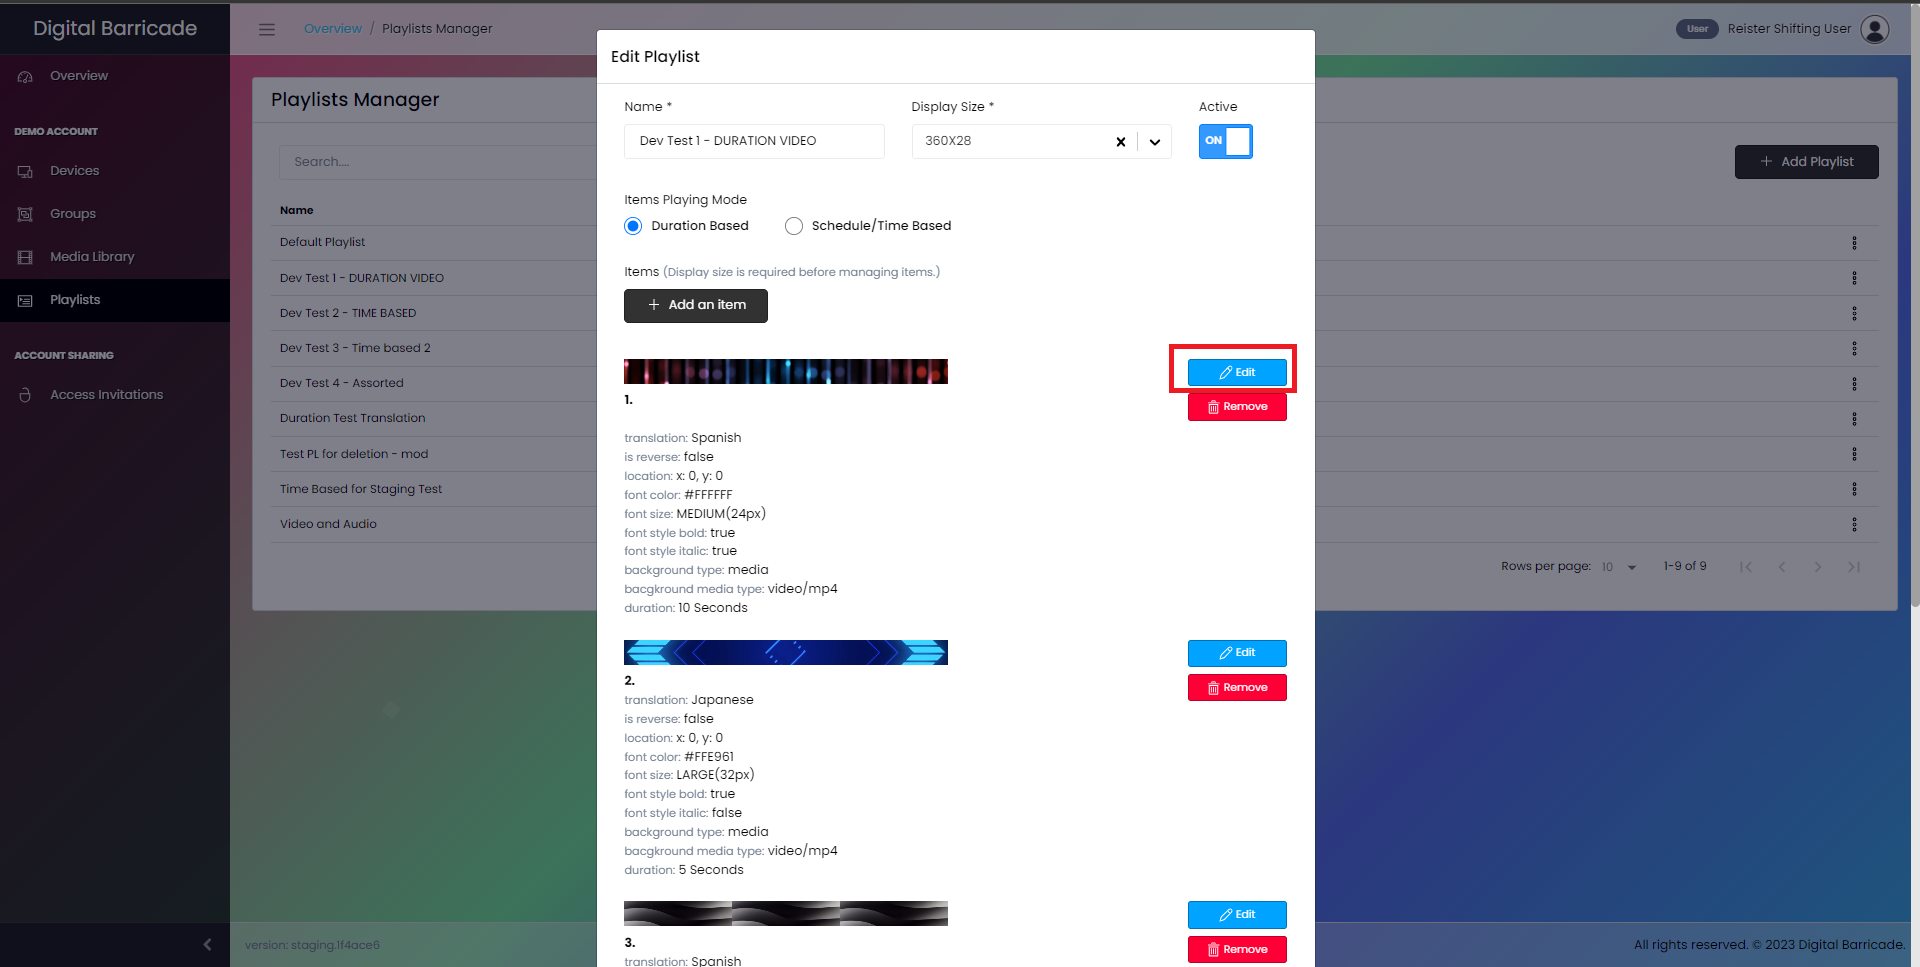 Digital Barricade
Overview / Playlists Manager
User Reister Shifting User
Overview
DEMO ACCOUNT
Devices
Groups
Media Library
Playlists
ACCOUNT SHARING
Access Invitations
Playlists Manager
Search....
+ Add Playlist
Name
Default Playlist
Dev Test 1 - DURATION VIDEO
Dev Test 2 - TIME BASED
Dev Test 3 - Time based 2
Dev Test 4 - Assorted
Duration Test Translation
Test PL for deletion - mod
Time Based for Staging Test
Video and Audio
Rows per page: 10 1-9 of 9
Edit Playlist
Name * Display Size * Active
Dev Test 1 - DURATION VIDEO 360X28 ON
Items Playing Mode
Duration Based Schedule/Time Based
Items (Display size is required before managing items.)
+ Add an item
Edit
1.
Remove
translation: Spanish
is reverse: false
location: x: 0, y: 0
font color: #FFFFFF
font size: MEDIUM(24px)
font style bold: true
font style italic: true
background type: media
bacgkround media type: video/mp4
duration: 10 Seconds
Edit
2.
Remove
translation: Japanese
is reverse: false
location: x: 0, y: 0
font color: #FFE961
font size: LARGE(32px)
font style bold: true
font style italic: false
background type: media
bacgkround media type: video/mp4
duration: 5 Seconds
Edit
3.
Remove
translation: Spanish
version: staging.1f4ace6
All rights reserved. © 2023 Digital Barricade.